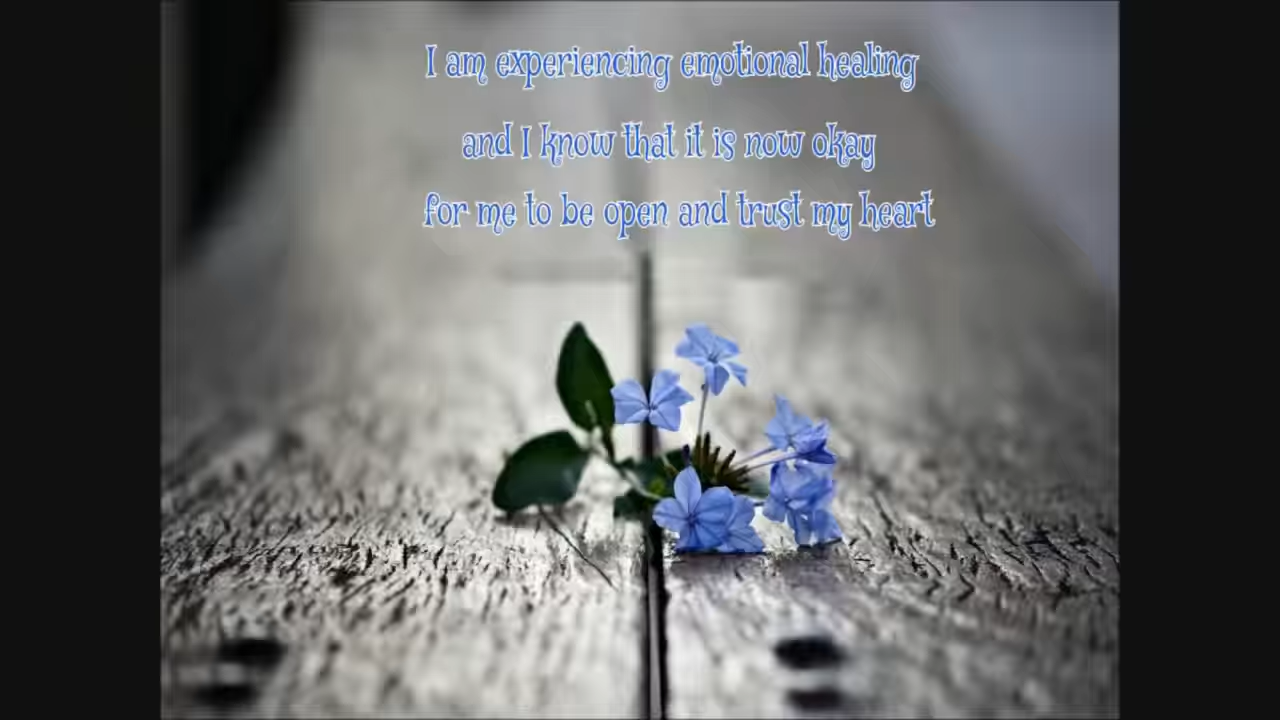 I am experiencing emotional healing
and I know that it is now okay
for me to be open and trust my heart